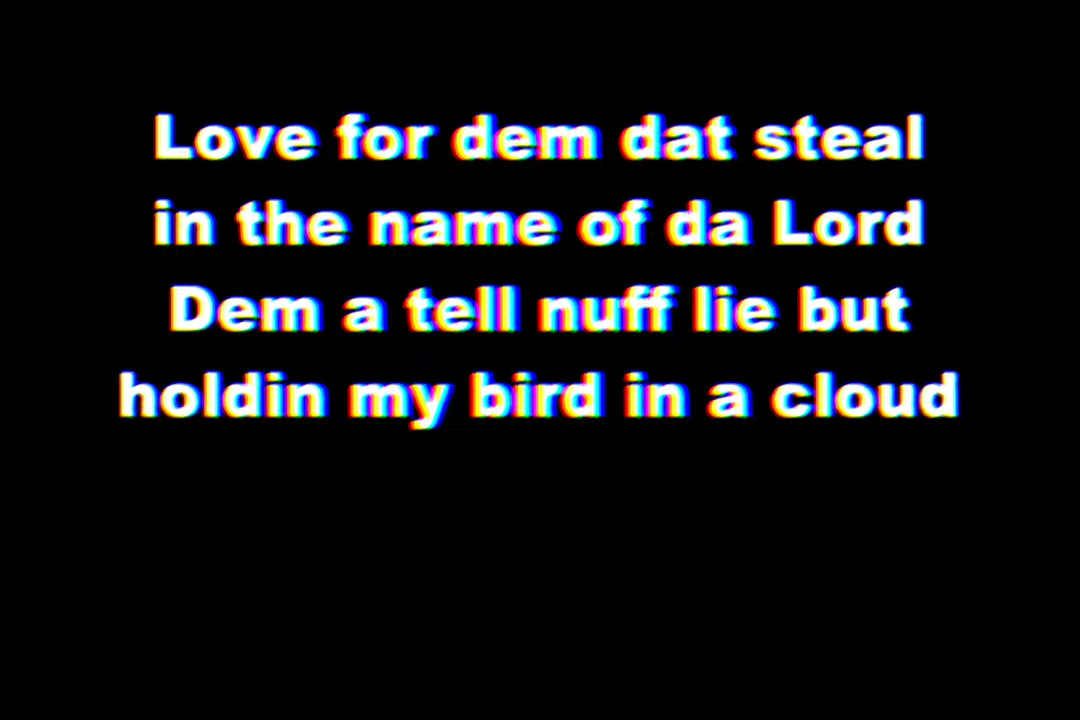 Love for dem dat steal
in the name of da Lord
Dem a tell nuff lie but
holdin my bird in a cloud